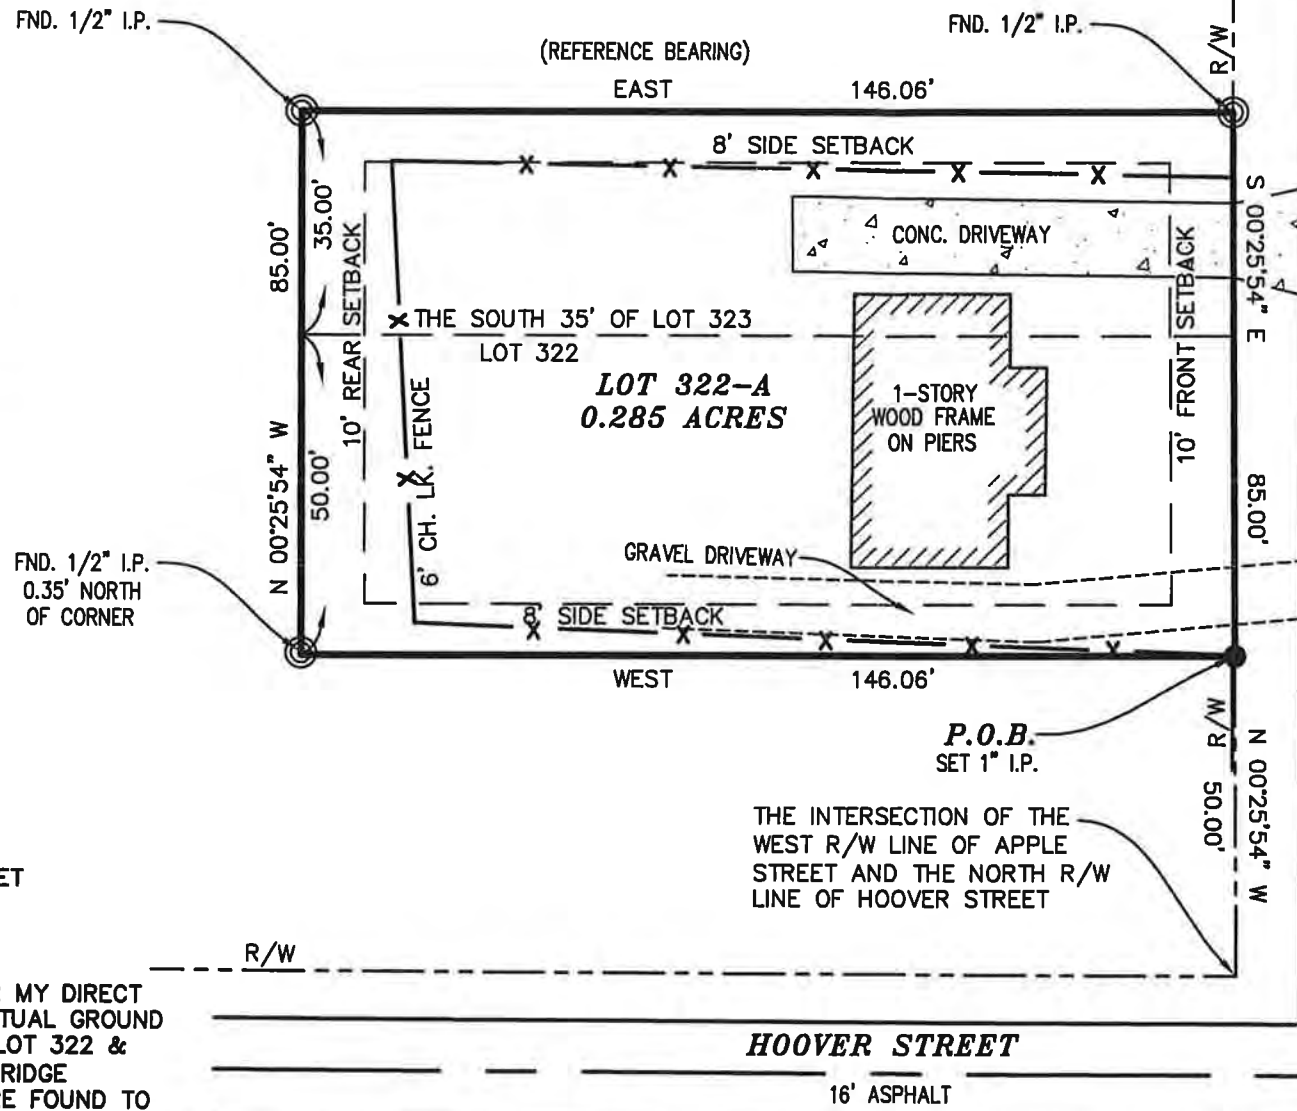 FND. 1/2" I.P.
FND. 1/2" I.P.
R/W
(REFERENCE BEARING)
EAST 146.06'
8' SIDE SETBACK
35.00'
85.00'
10' REAR SETBACK
CONC. DRIVEWAY
S 00°25'54" E
85.00'
10' FRONT SETBACK
X THE SOUTH 35' OF LOT 323
LOT 322
LOT 322-A
0.285 ACRES
1-STORY
WOOD FRAME
ON PIERS
N 00°25'54" W
50.00'
6' CH. LK. FENCE
GRAVEL DRIVEWAY
FND. 1/2" I.P.
0.35' NORTH
OF CORNER
8' SIDE SETBACK
WEST 146.06'
P.O.B.
SET 1" I.P.
R/W
N 00°25'54" W
50.00'
THE INTERSECTION OF THE
WEST R/W LINE OF APPLE
STREET AND THE NORTH R/W
LINE OF HOOVER STREET
ET
R/W
MY DIRECT
TUAL GROUND
LOT 322 &
RIDGE
E FOUND TO
HOOVER STREET
16' ASPHALT